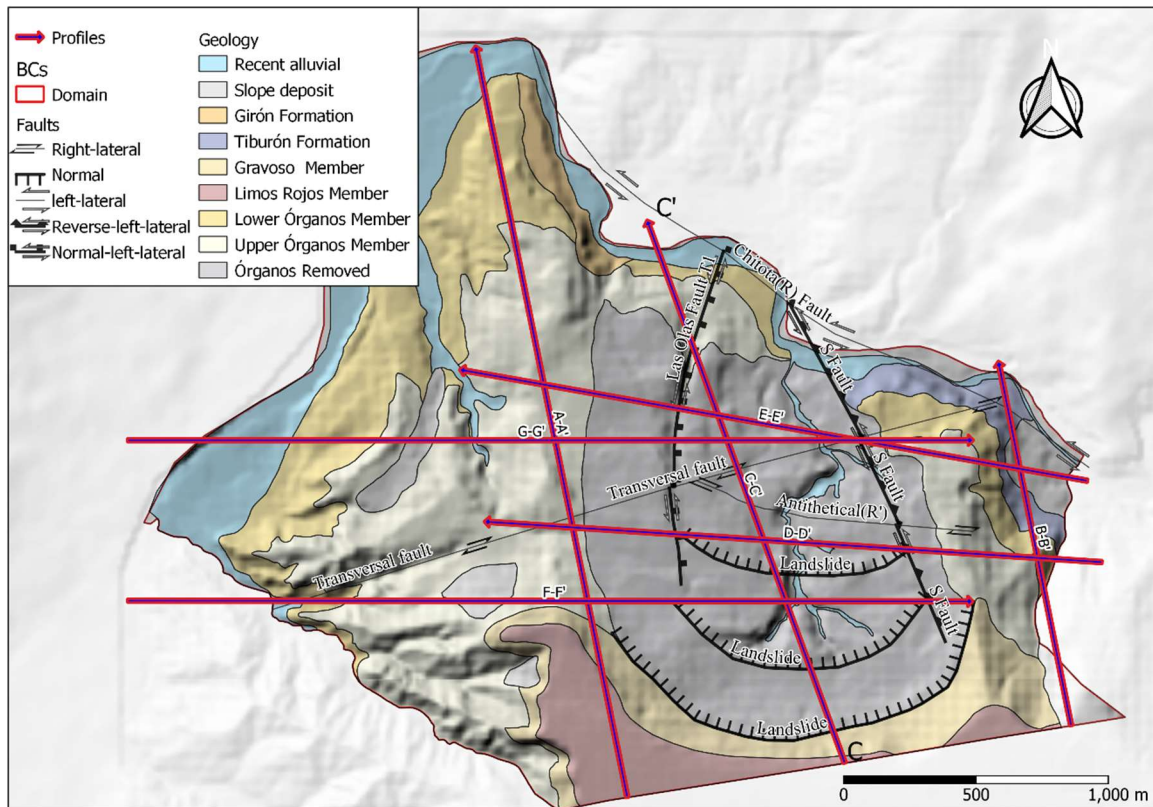 Profiles
BCs
Domain
Faults
Right-lateral
Normal
left-lateral
Reverse-left-lateral
Normal-left-lateral
Geology
Recent alluvial
Slope deposit
Girón Formation
Tiburón Formation
Gravoso Member
Limos Rojos Member
Lower Órganos Member
Upper Órganos Member
Órganos Removed
N
C'
Chitota(R) Fault
Las Olas Fault T1
S Fault
A-A'
E-E'
G-G'
C-C'
S Fault
Transversal fault
Antithetical(R')
D-D'
B-B'
Transversal fault
Landslide
F-F'
S Fault
Landslide
Landslide
C
0 500 1,000 m